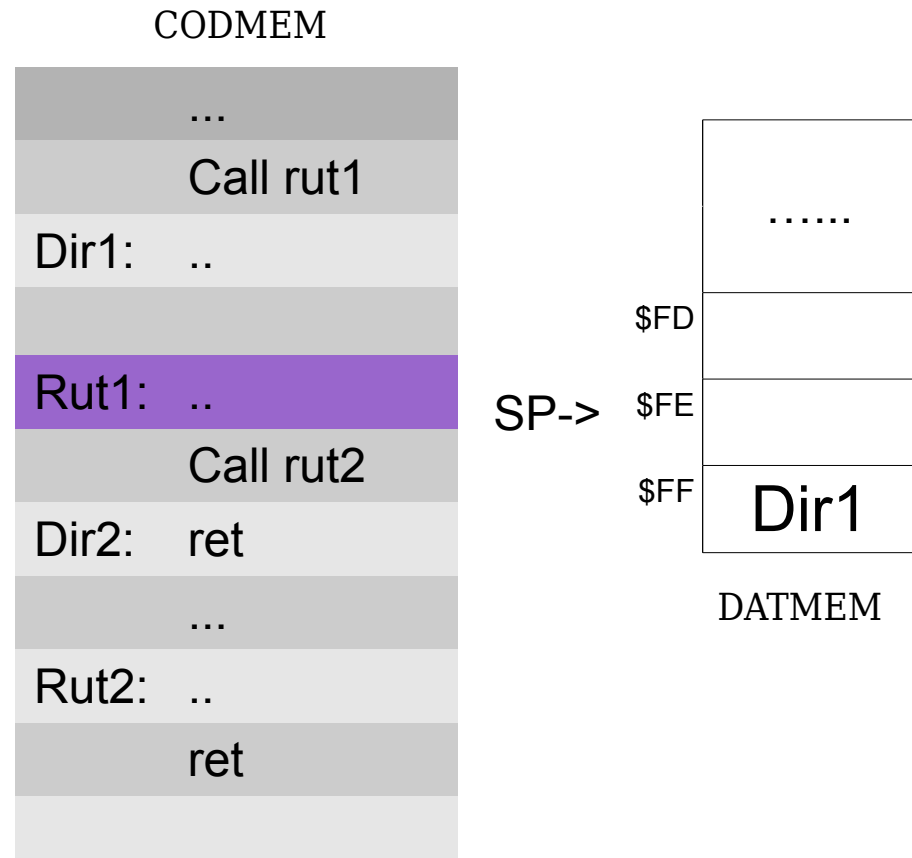 CODMEM
...
Call rut1
Dir1: ..
Rut1: ..
Call rut2
Dir2: ret
...
Rut2: ..
ret
…...
$FD
SP-> $FE
$FF Dir1
DATMEM